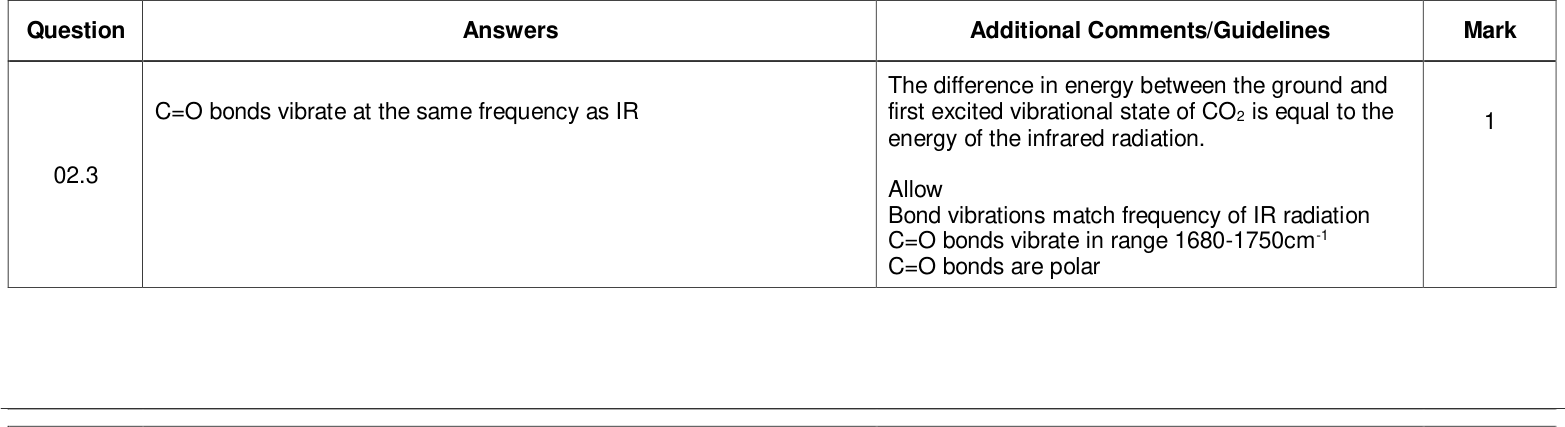 Question Answers Additional Comments/Guidelines Mark
02.3
C=O bonds vibrate at the same frequency as IR
The difference in energy between the ground and
first excited vibrational state of CO₂ is equal to the
energy of the infrared radiation.
Allow
Bond vibrations match frequency of IR radiation
C=O bonds vibrate in range 1680-1750cm⁻¹
C=O bonds are polar
1